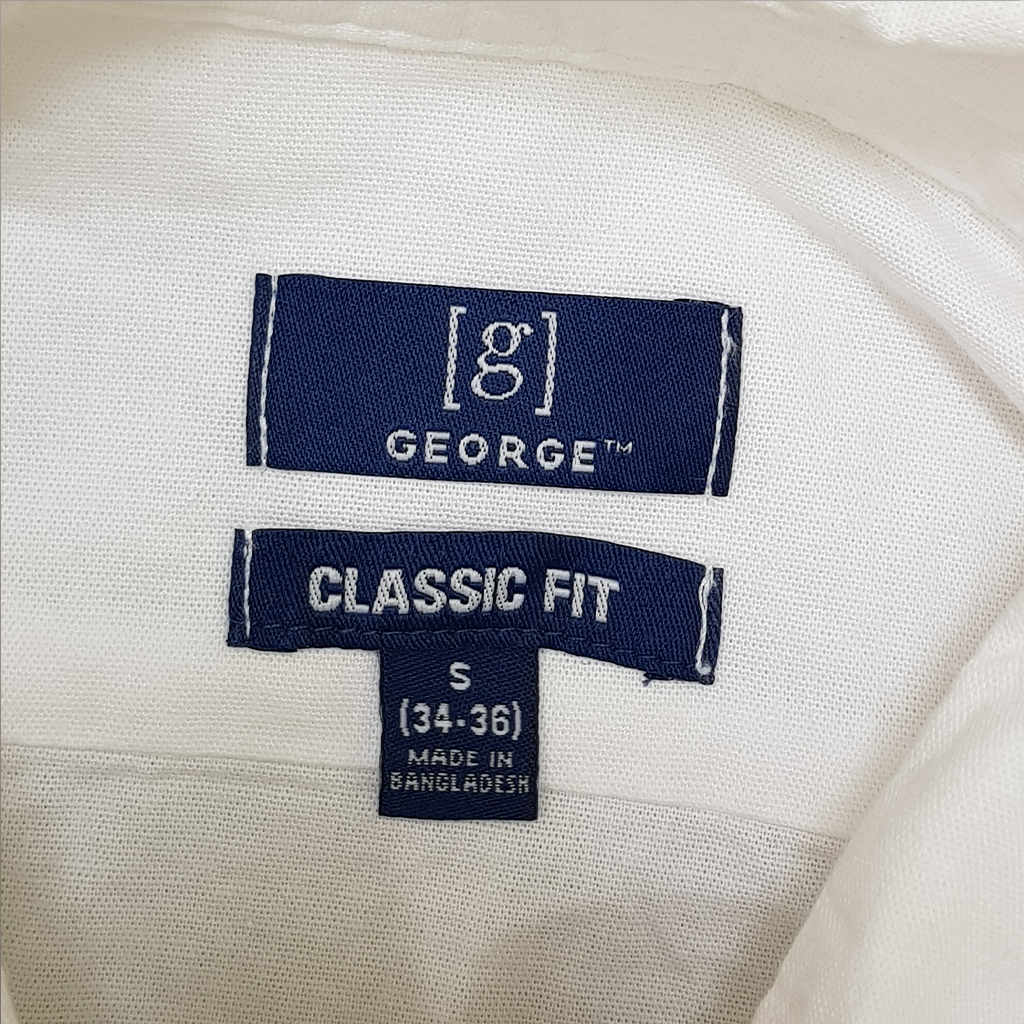 [g]
GEORGE™
CLASSIC FIT
S
(34-36)
MADE IN
BANGLADESH